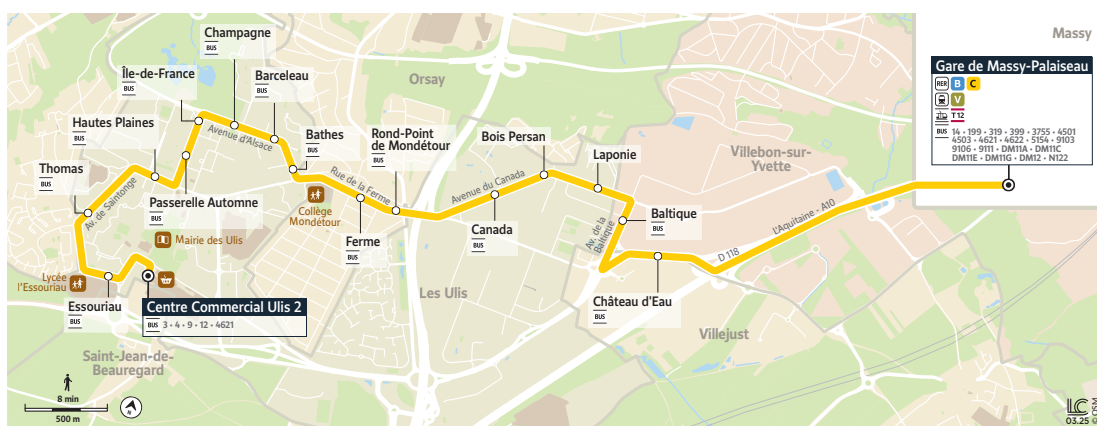 Champagne
BUS
Île-de-France
BUS
Barceleau
BUS
Hautes Plaines
BUS
Bathes
BUS
Rond-Point
de Mondétour
BUS
Thomas
BUS
Passerelle Automne
BUS
Avenue d'Alsace
Av. de Saintonge
Rue de la Ferme
Collège
Mondétour
Mairie des Ulis
Lycée
l'Essouriau
Essouriau
BUS
Centre Commercial Ulis 2
BUS 3 • 4 • 9 • 12 • 4621
Ferme
BUS
Orsay
Bois Persan
BUS
Avenue du Canada
Canada
BUS
Laponie
BUS
Av. de la
Baltique
Baltique
BUS
Château d'Eau
BUS
D 118
L'Aquitaine - A10
Villebon-sur-
Yvette
Les Ulis
Villejust
Saint-Jean-de-
Beauregard
Massy
Gare de Massy-Palaiseau
RER B C
V
T12
BUS 14 • 199 • 319 • 399 • 3755 • 4501
4503 • 4621 • 4622 • 5154 • 9103
9106 • 9111 • DM11A • DM11C
DM11E • DM11G • DM12 • N122
8 min
500 m
LC
03.25
© OSM